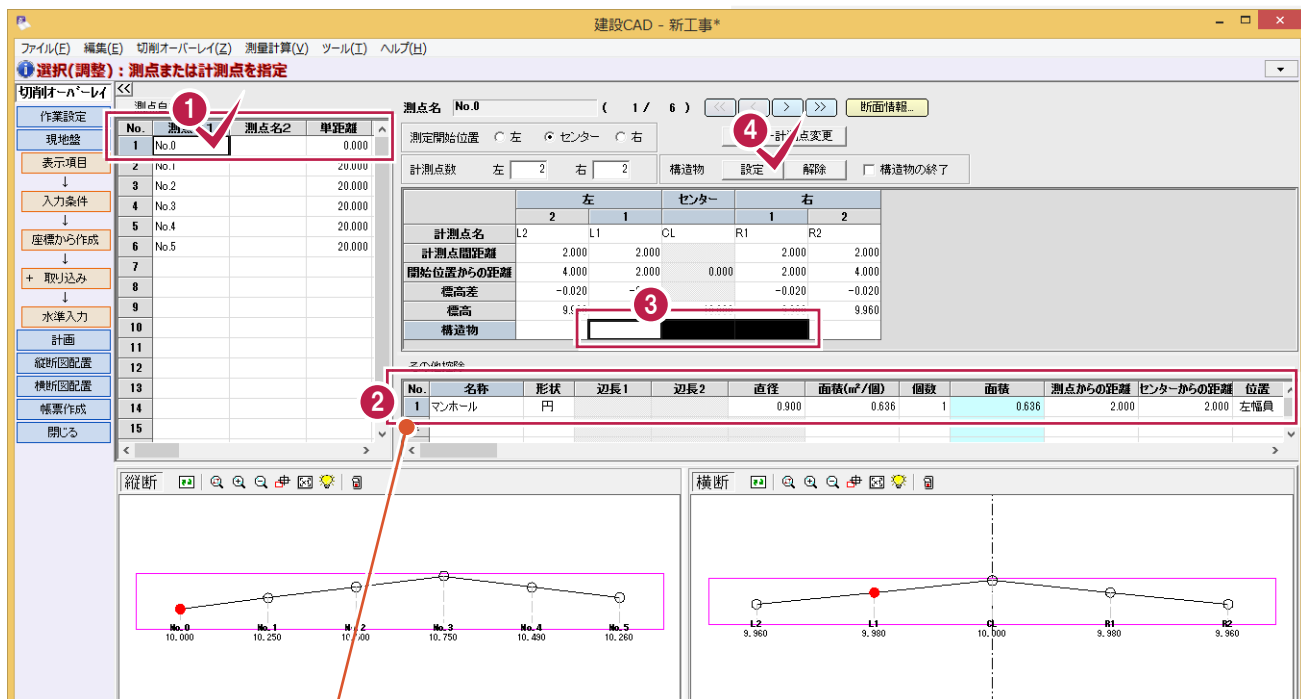 建設CAD - 新工事*
ファイル(F) 編集(E) 切削オーバーレイ(Z) 測量計算(V) ツール(T) ヘルプ(H)
選択(調整)：測点または計測点を指定
切削オーバーレイ
作業設定
現地盤
表示項目
↓
入力条件
↓
座標から作成
↓
+ 取り込み
↓
水準入力
計画
縦断図配置
横断図配置
帳票作成
閉じる
<<
1
No. 測点名1 測点名2 単距離
1 No.0 0.000
2 No.1 20.000
3 No.2 20.000
4 No.3 20.000
5 No.4 20.000
6 No.5 20.000
7
8
9
10
11
12
13
14
15
測点名 No.0 ( 1 / 6 ) << < > >> 断面情報...
測定開始位置 左 センター 右 計測点変更
4
計測点数 左 2 右 2 構造物 設定 解除 構造物の終了
左 センター 右
2 1 1 2
計測点名 L2 L1 CL R1 R2
計測点間距離 2.000 2.000 2.000 2.000
開始位置からの距離 4.000 2.000 0.000 2.000 4.000
標高差 -0.020 -0.020 -0.020
標高 9.960
構造物
3
その他控除
2
No. 名称 形状 辺長1 辺長2 直径 面積(m²/個) 個数 面積 測点からの距離 センターからの距離 位置
1 マンホール 円 0.900 0.636 1 0.636 2.000 2.000 左幅員
縦断
No.0 No.1 No.2 No.3 No.4 No.5
10.000 10.250 10.750 10.480 10.260
横断
L2 L1 CL R1 R2
9.960 9.980 10.000 9.980 9.960